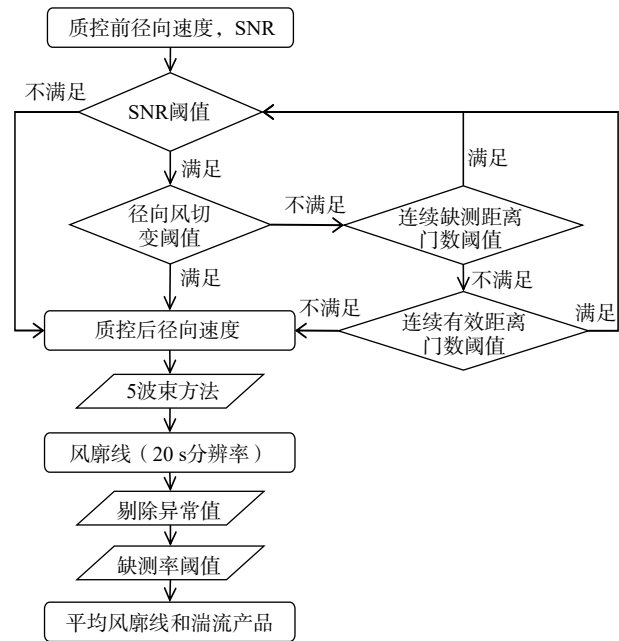 质控前径向速度，SNR
不满足
SNR阈值
满足
满足
径向风切
变阈值
不满足
连续缺测距离
门数阈值
满足
不满足
质控后径向速度
不满足
连续有效距离
门数阈值
满足
5波束方法
风廓线（20 s分辨率）
剔除异常值
缺测率阈值
平均风廓线和湍流产品